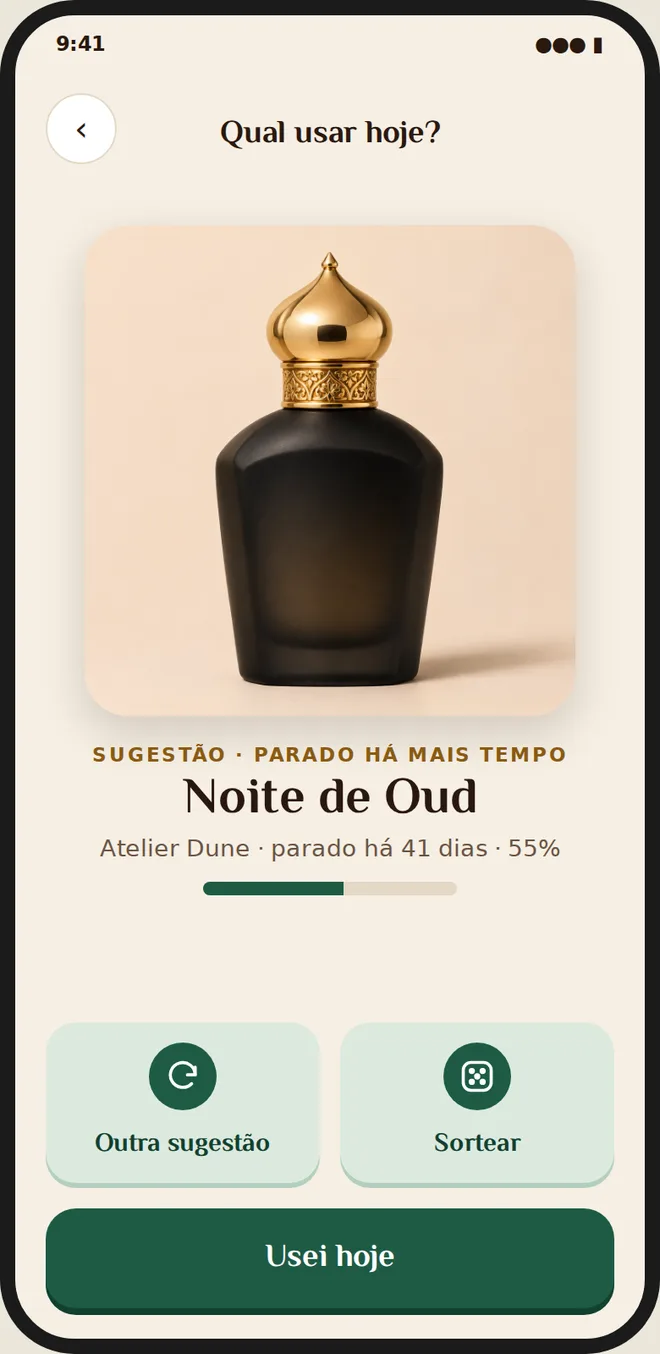 9:41
Qual usar hoje?
SUGESTÃO · PARADO HÁ MAIS TEMPO
Noite de Oud
Atelier Dune · parado há 41 dias · 55%
Outra sugestão
Sortear
Usei hoje